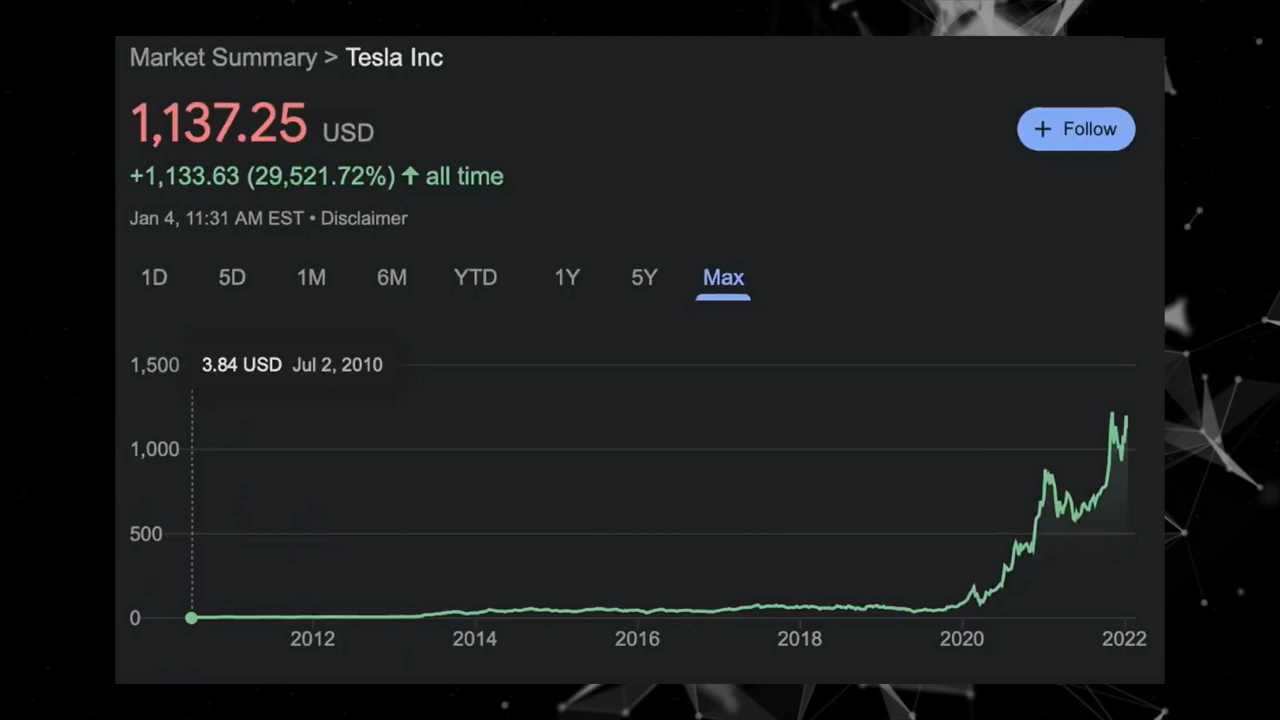 Market Summary > Tesla Inc
1,137.25 USD
+ Follow
+1,133.63 (29,521.72%) ↑ all time
Jan 4, 11:31 AM EST • Disclaimer
1D 5D 1M 6M YTD 1Y 5Y Max
1,500 3.84 USD Jul 2, 2010
1,000
500
0
2012 2014 2016 2018 2020 2022